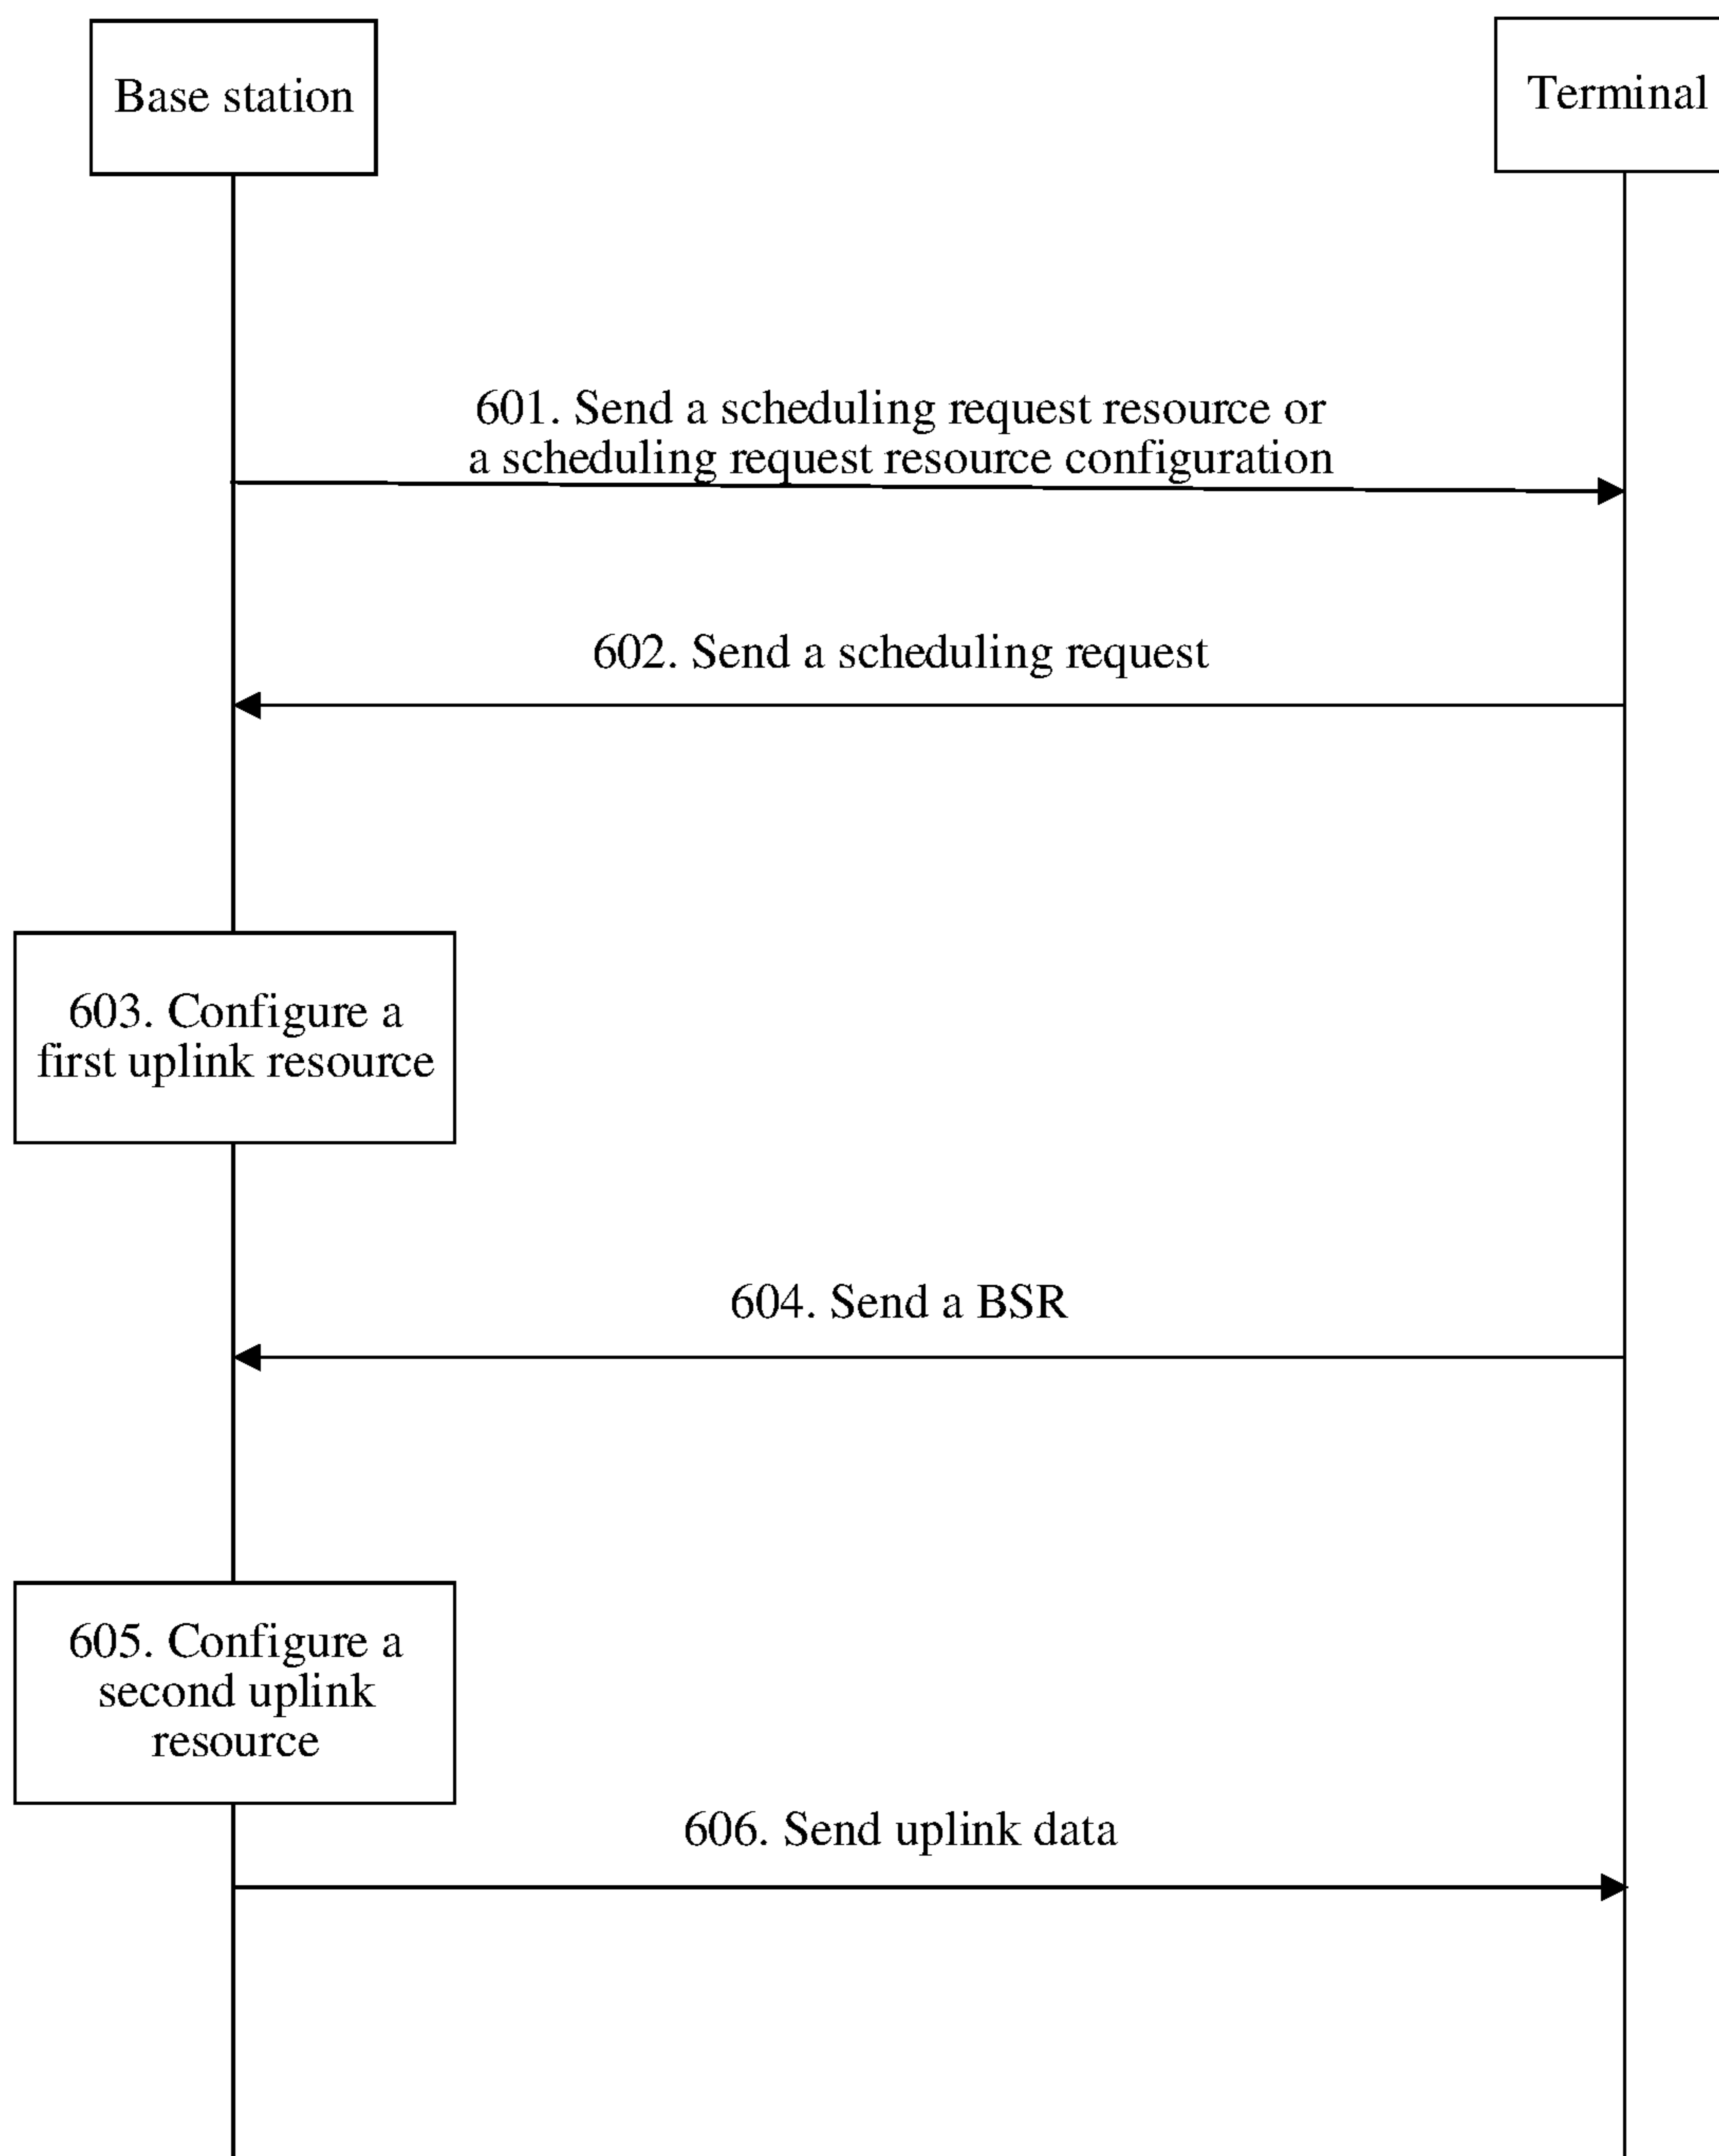 Base station
Terminal
601. Send a scheduling request resource or
a scheduling request resource configuration
602. Send a scheduling request
603. Configure a
first uplink resource
604. Send a BSR
605. Configure a
second uplink
resource
606. Send uplink data